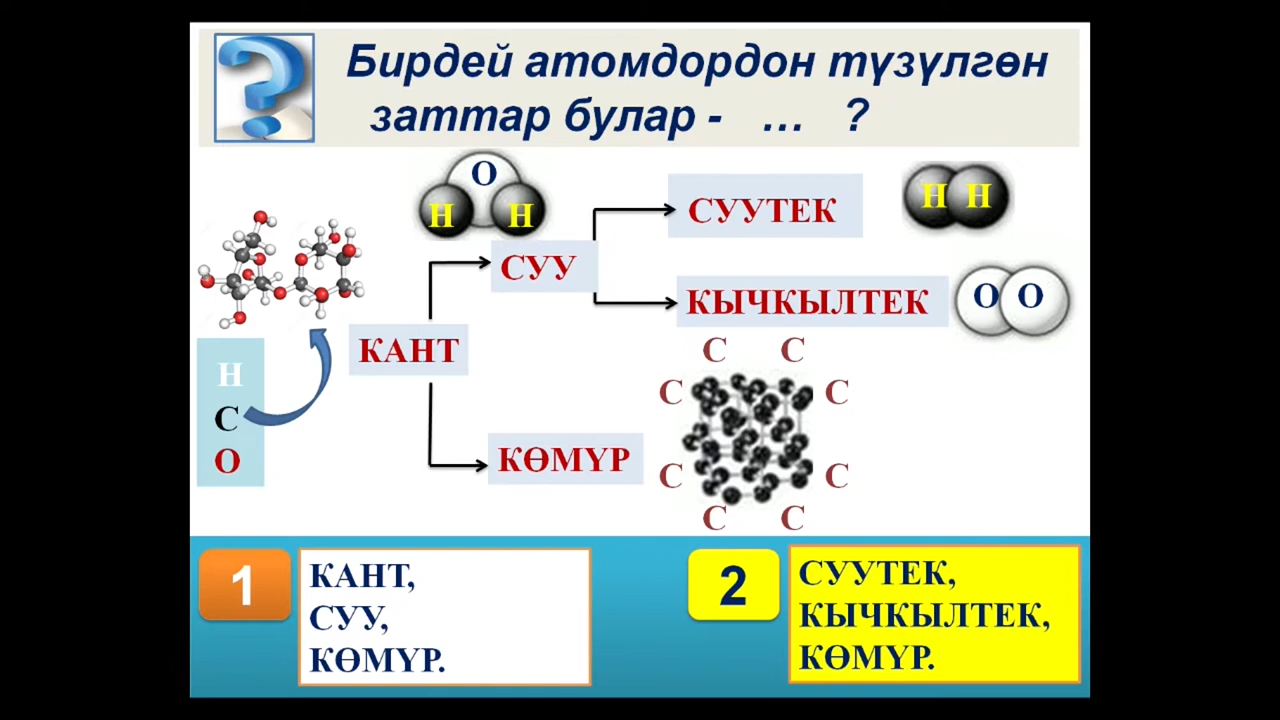 Бирдей атомдордон түзүлгөн
заттар булар - … ?
О
Н Н
СУУТЕК
Н Н
СУУ
КЫЧКЫЛТЕК
О О
КАНТ
Н
С
О
КӨМҮР
С С
С С
С С
С С
1
КАНТ,
СУУ,
КӨМҮР.
2
СУУТЕК,
КЫЧКЫЛТЕК,
КӨМҮР.